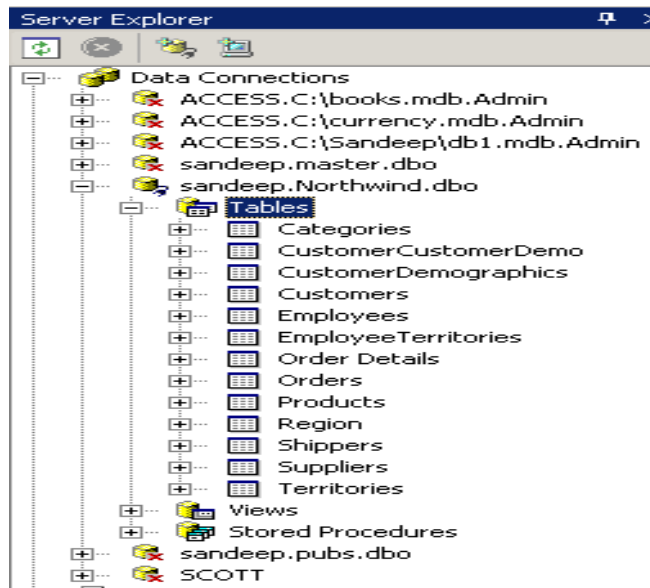 Server Explorer
Data Connections
ACCESS.C:\books.mdb.Admin
ACCESS.C:\currency.mdb.Admin
ACCESS.C:\Sandeep\db1.mdb.Admin
sandeep.master.dbo
sandeep.Northwind.dbo
Tables
Categories
CustomerCustomerDemo
CustomerDemographics
Customers
Employees
EmployeeTerritories
Order Details
Orders
Products
Region
Shippers
Suppliers
Territories
Views
Stored Procedures
sandeep.pubs.dbo
SCOTT